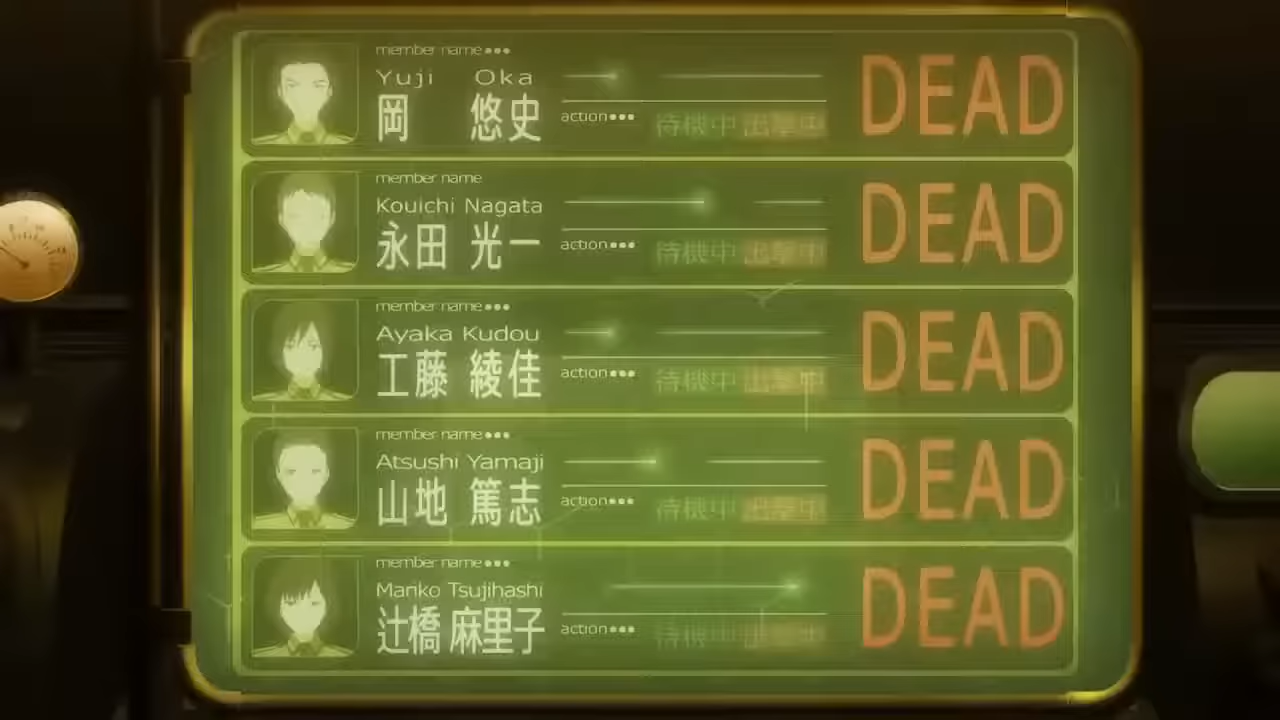 member name●●●
Yuji Oka
岡 悠史
action●●●
待機中 出撃中
DEAD
member name
Kouichi Nagata
永田 光一
action●●●
待機中 出撃中
DEAD
member name●●●
Ayaka Kudou
工藤 綾佳
action●●●
待機中 出撃中
DEAD
member name●●●
Atsushi Yamaji
山地 篤志
action●●●
待機中 出撃中
DEAD
member name●●●
Mariko Tsujihashi
辻橋 麻里子
action●●●
待機中 出撃中
DEAD